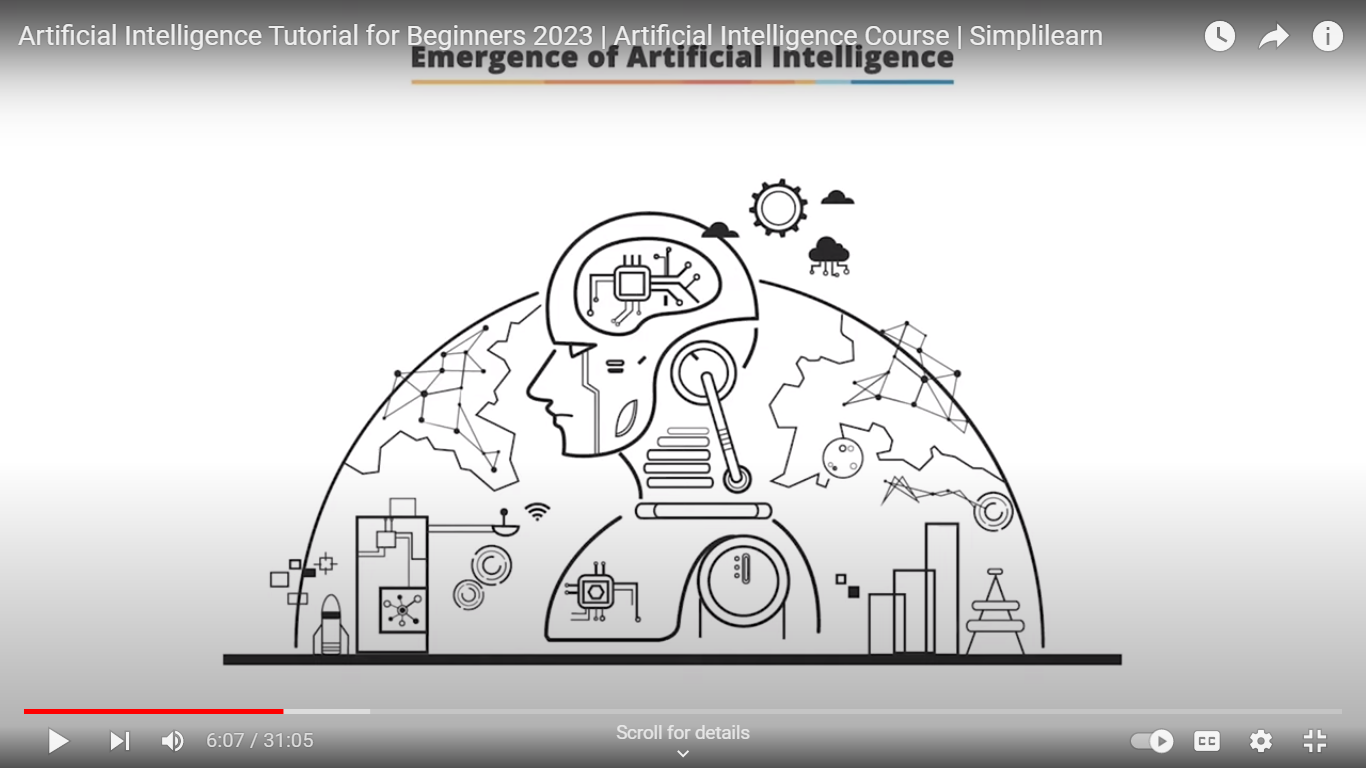 Artificial Intelligence Tutorial for Beginners 2023 | Artificial Intelligence Course | Simplilearn
Emergence of Artificial Intelligence
6:07 / 31:05
Scroll for details
CC